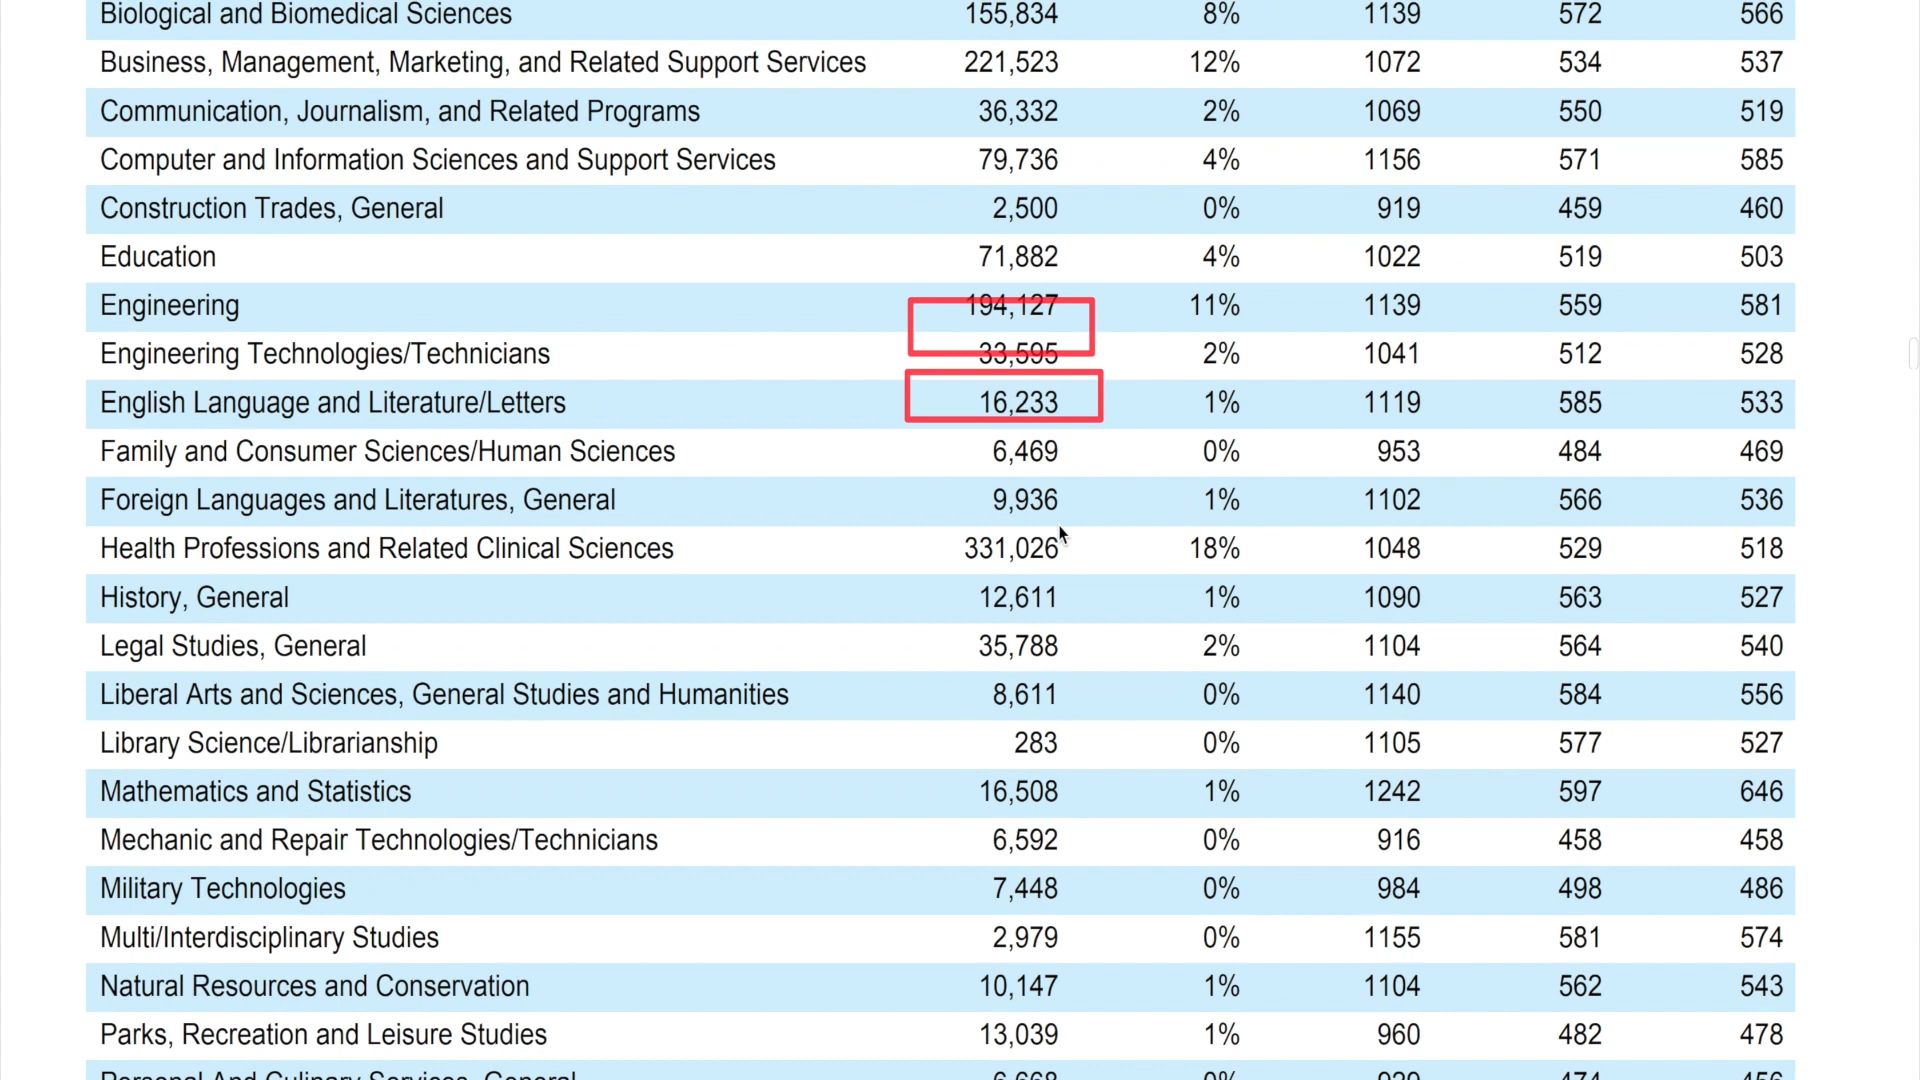 Biological and Biomedical Sciences 155,834 8% 1139 572 566
Business, Management, Marketing, and Related Support Services 221,523 12% 1072 534 537
Communication, Journalism, and Related Programs 36,332 2% 1069 550 519
Computer and Information Sciences and Support Services 79,736 4% 1156 571 585
Construction Trades, General 2,500 0% 919 459 460
Education 71,882 4% 1022 519 503
Engineering 194,127 11% 1139 559 581
Engineering Technologies/Technicians 33,595 2% 1041 512 528
English Language and Literature/Letters 16,233 1% 1119 585 533
Family and Consumer Sciences/Human Sciences 6,469 0% 953 484 469
Foreign Languages and Literatures, General 9,936 1% 1102 566 536
Health Professions and Related Clinical Sciences 331,026 18% 1048 529 518
History, General 12,611 1% 1090 563 527
Legal Studies, General 35,788 2% 1104 564 540
Liberal Arts and Sciences, General Studies and Humanities 8,611 0% 1140 584 556
Library Science/Librarianship 283 0% 1105 577 527
Mathematics and Statistics 16,508 1% 1242 597 646
Mechanic and Repair Technologies/Technicians 6,592 0% 916 458 458
Military Technologies 7,448 0% 984 498 486
Multi/Interdisciplinary Studies 2,979 0% 1155 581 574
Natural Resources and Conservation 10,147 1% 1104 562 543
Parks, Recreation and Leisure Studies 13,039 1% 960 482 478
Personal And Culinary Services, General